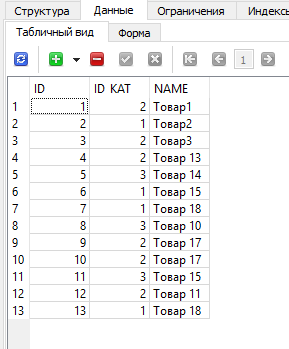 Структура Данные Ограничения Индексы
Табличный вид Форма
1
ID ID_KAT NAME
1 1 2 Товар1
2 2 1 Товар2
3 3 2 Товар3
4 4 2 Товар 13
5 5 3 Товар 14
6 6 1 Товар 15
7 7 1 Товар 18
8 8 3 Товар 10
9 9 2 Товар 17
10 10 2 Товар 17
11 11 3 Товар 15
12 12 2 Товар 11
13 13 1 Товар 18